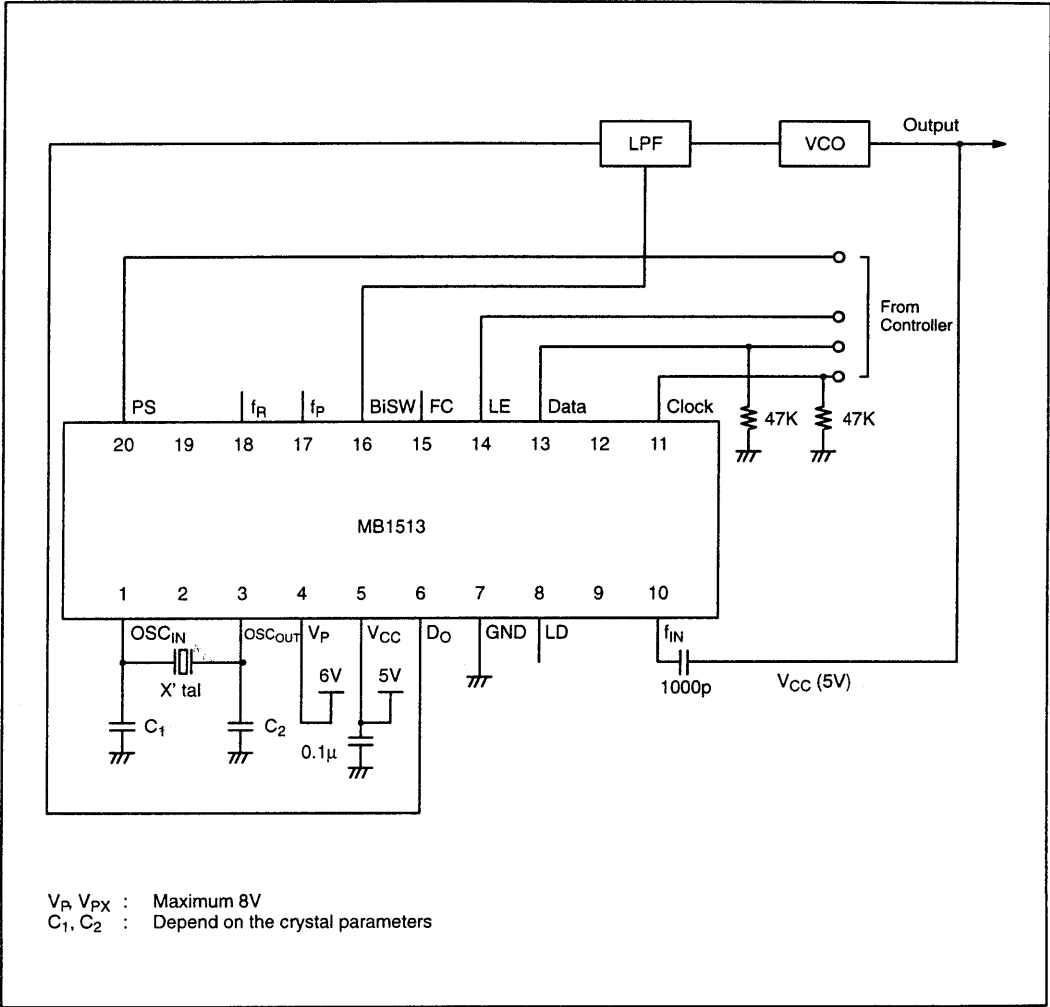 Output
LPF
VCO
From
Controller
PS
fR
fP
BiSW
FC
LE
Data
Clock
47K
47K
20
19
18
17
16
15
14
13
12
11
MB1513
1
2
3
4
5
6
7
8
9
10
OSCIN
OSCOUT
VP
VCC
DO
GND
LD
fIN
X' tal
6V
5V
1000p
VCC (5V)
C1
C2
0.1µ
VP, VPX : Maximum 8V
C1, C2 : Depend on the crystal parameters